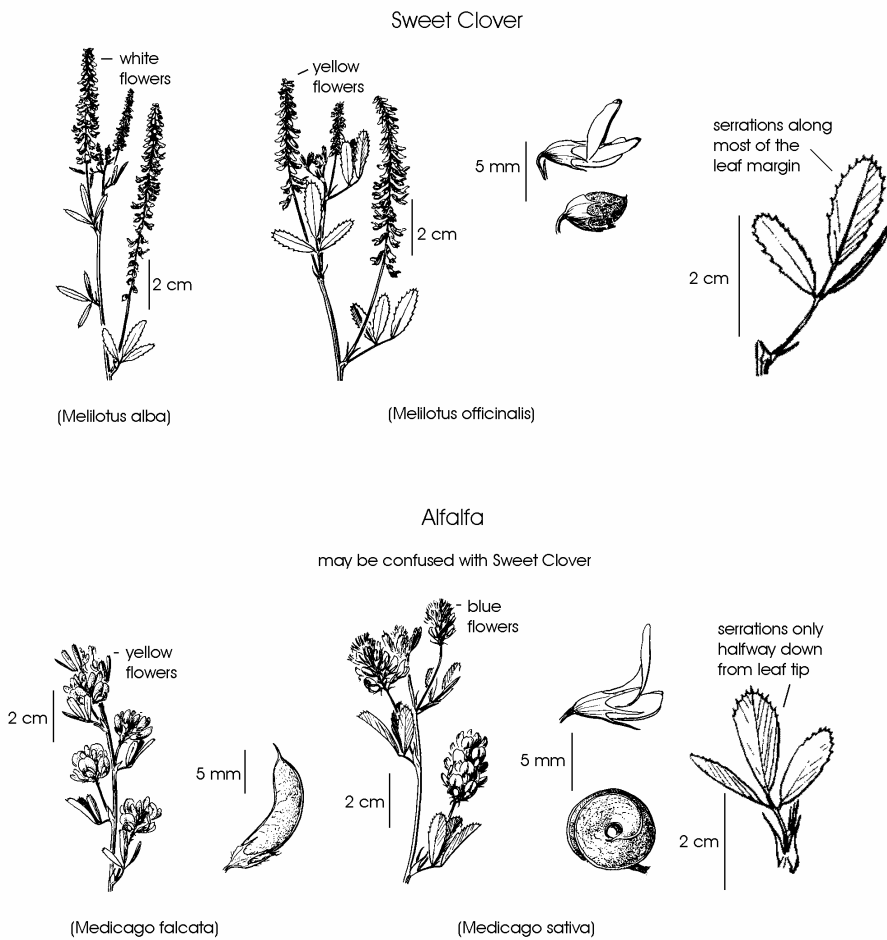 Sweet Clover
white
flowers
yellow
flowers
5 mm
serrations along
most of the
leaf margin
2 cm
2 cm
2 cm
(Melilotus alba)
(Melilotus officinalis)
Alfalfa
may be confused with Sweet Clover
yellow
flowers
2 cm
5 mm
blue
flowers
2 cm
5 mm
serrations only
halfway down
from leaf tip
2 cm
(Medicago falcata)
(Medicago sativa)